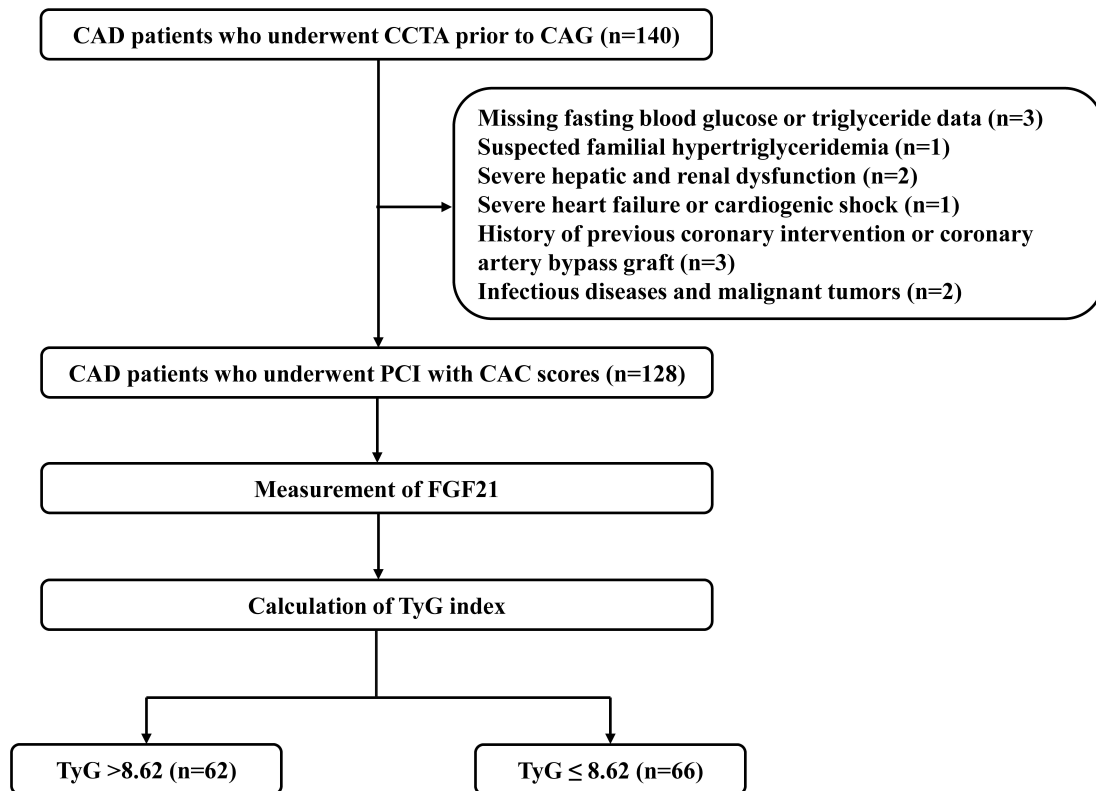 CAD patients who underwent CCTA prior to CAG (n=140)
Missing fasting blood glucose or triglyceride data (n=3)
Suspected familial hypertriglyceridemia (n=1)
Severe hepatic and renal dysfunction (n=2)
Severe heart failure or cardiogenic shock (n=1)
History of previous coronary intervention or coronary
artery bypass graft (n=3)
Infectious diseases and malignant tumors (n=2)
CAD patients who underwent PCI with CAC scores (n=128)
Measurement of FGF21
Calculation of TyG index
TyG >8.62 (n=62)
TyG ≤ 8.62 (n=66)